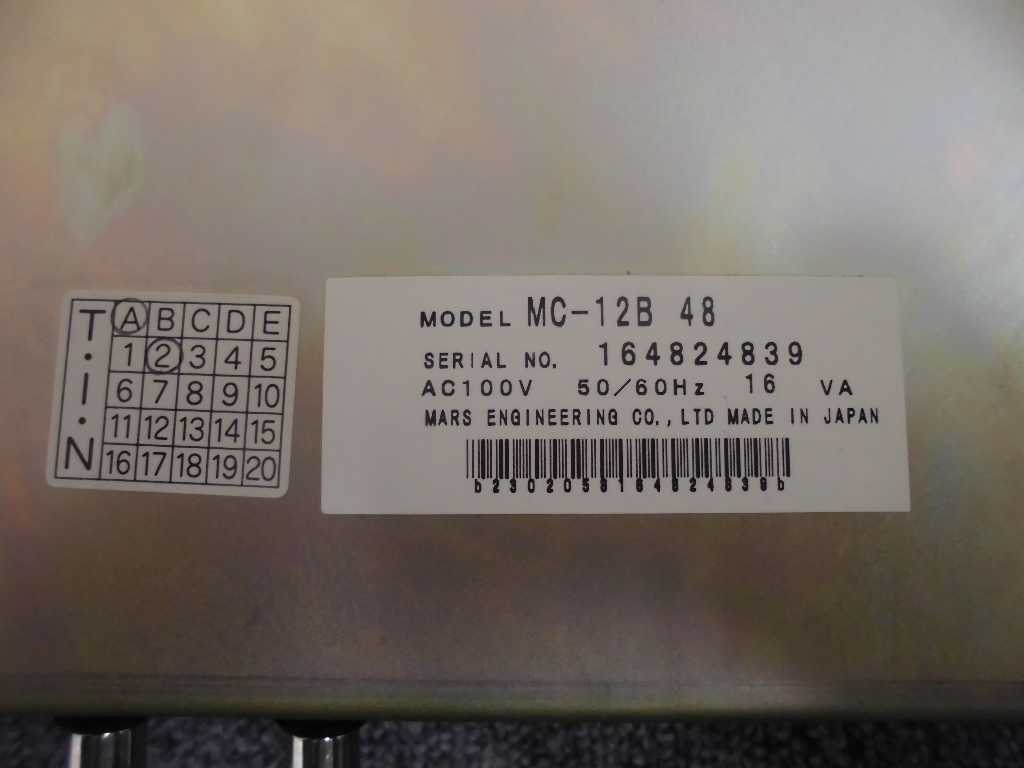 T·I·N
A B C D E
1 2 3 4 5
6 7 8 9 10
11 12 13 14 15
16 17 18 19 20
MODEL MC-12B 48
SERIAL NO. 164824839
AC100V 50/60Hz 16 VA
MARS ENGINEERING CO.,LTD MADE IN JAPAN
b2302059164824839b